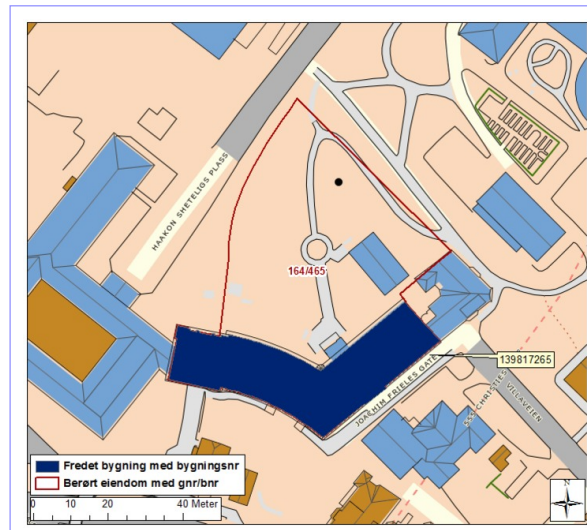 HAAKON SHETELIGS PLASS
164/465
139817265
JOACHIM FRIELES GATE
SSS CHRISTIES
VILLAVEIEN
Fredet bygning med bygningsnr
Berørt eiendom med gnr/bnr
0 10 20 40 Meter
N